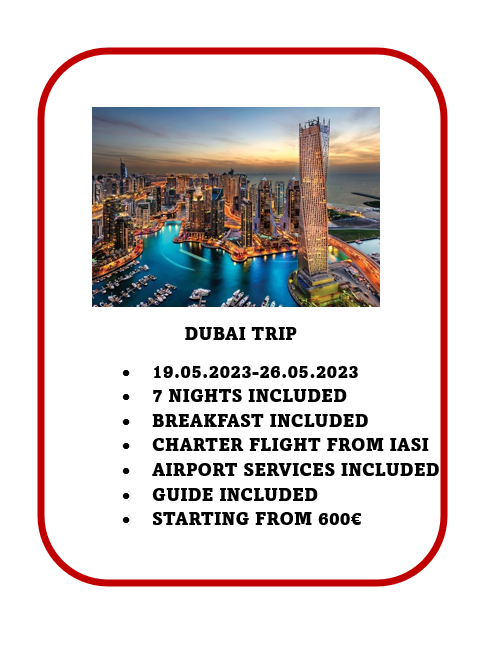 DUBAI TRIP
• 19.05.2023-26.05.2023
• 7 NIGHTS INCLUDED
• BREAKFAST INCLUDED
• CHARTER FLIGHT FROM IASI
• AIRPORT SERVICES INCLUDED
• GUIDE INCLUDED
• STARTING FROM 600€